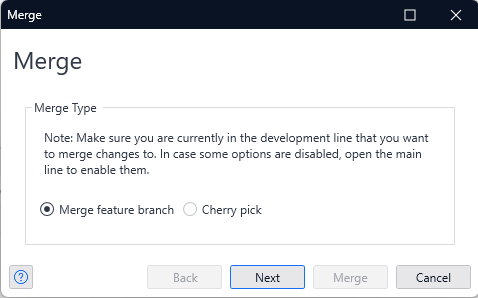 Merge
Merge
Merge Type
Note: Make sure you are currently in the development line that you want
to merge changes to. In case some options are disabled, open the main
line to enable them.
Merge feature branch Cherry pick
? Back Next Merge Cancel